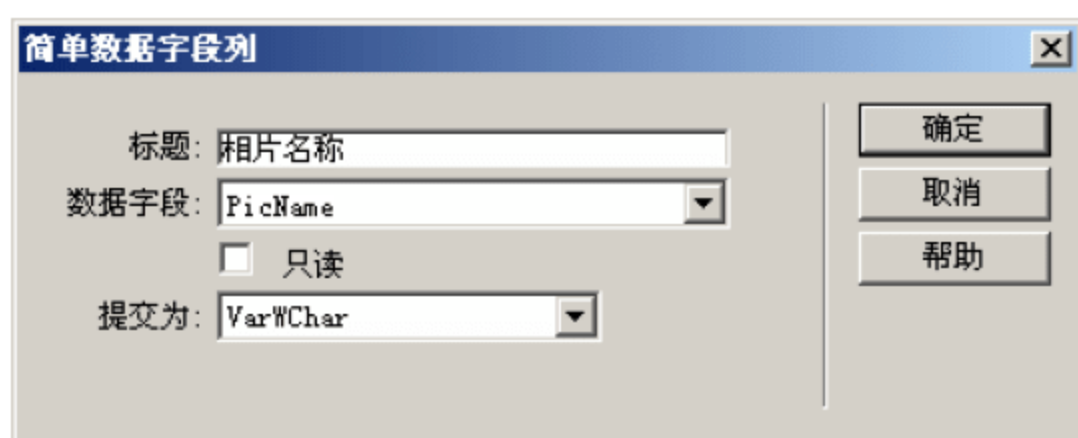 简单数据字段列
标题: 相片名称
数据字段: PicName
只读
提交为: VarWChar
确定
取消
帮助